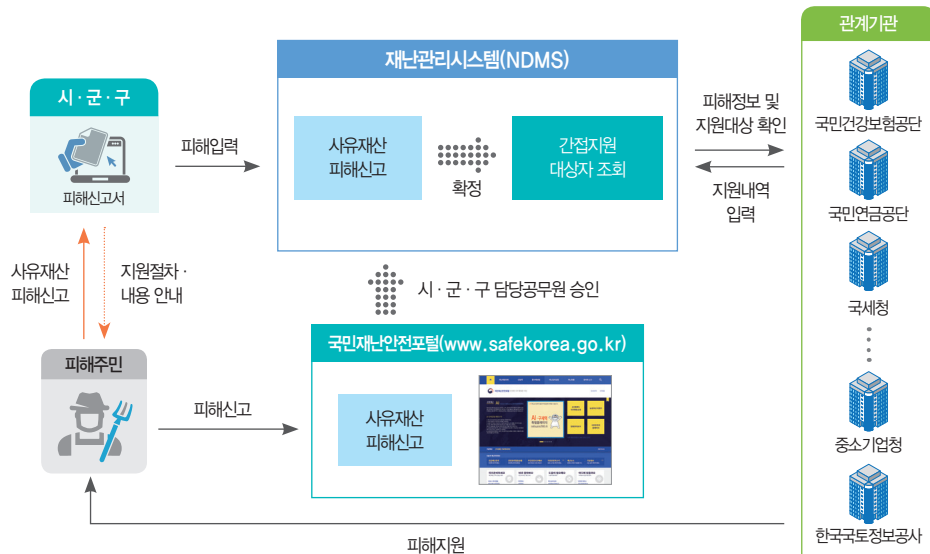 관계기관
재난관리시스템(NDMS)
시·군·구
피해신고서
피해입력
사유재산
피해신고
확정
간접지원
대상자 조회
피해정보 및
지원대상 확인
지원내역
입력
국민건강보험공단
국민연금공단
국세청
중소기업청
한국국토정보공사
사유재산
피해신고
지원절차·
내용 안내
시·군·구 담당공무원 승인
국민재난안전포털(www.safekorea.go.kr)
피해주민
피해신고
사유재산
피해신고
피해지원